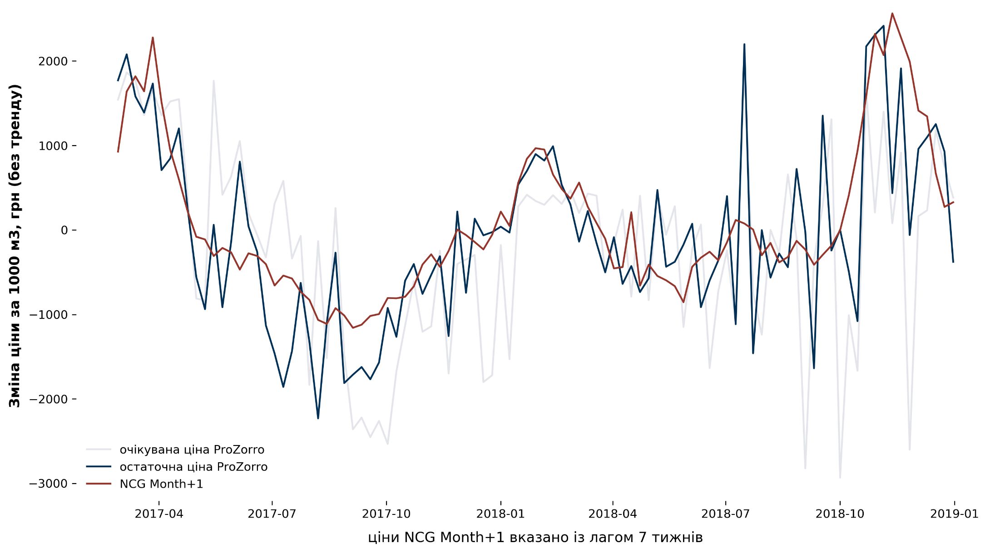 Зміна ціни за 1000 м3, грн (без тренду)
2000
1000
0
−1000
−2000
−3000
очікувана ціна ProZorro
остаточна ціна ProZorro
NCG Month+1
2017-04 2017-07 2017-10 2018-01 2018-04 2018-07 2018-10 2019-01
ціни NCG Month+1 вказано із лагом 7 тижнів